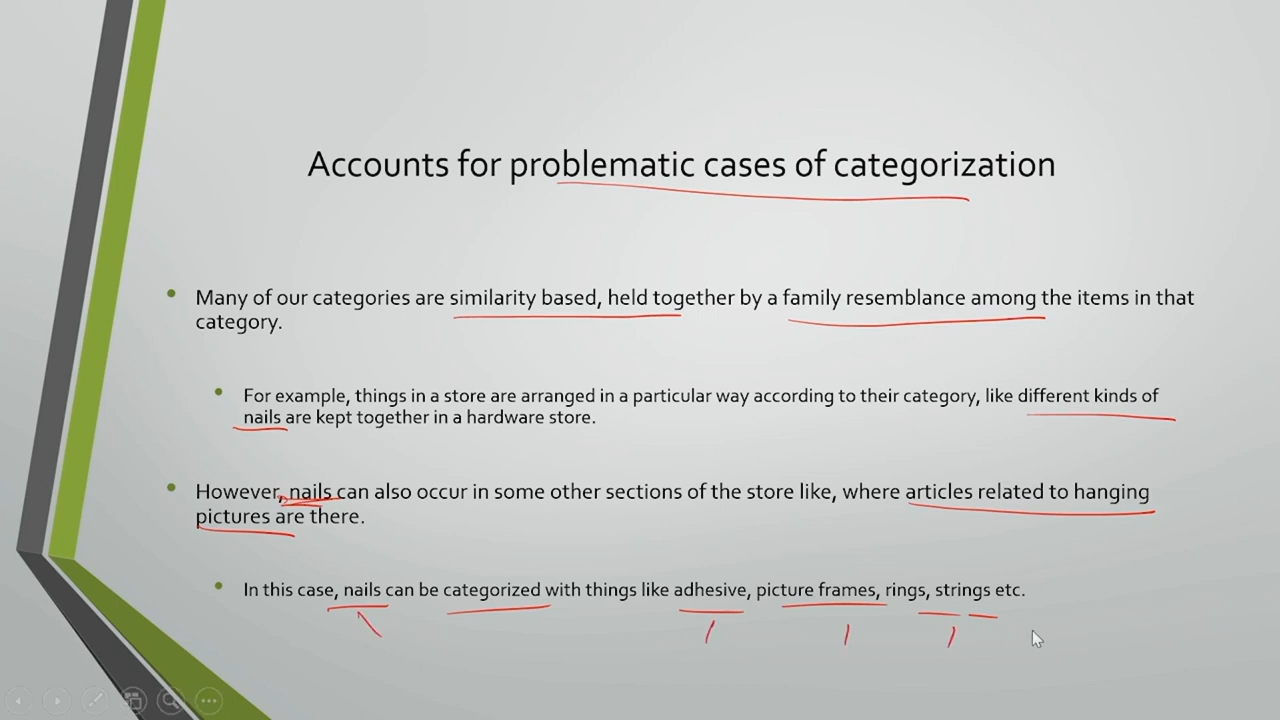 Accounts for problematic cases of categorization
• Many of our categories are similarity based, held together by a family resemblance among the items in that
category.
• For example, things in a store are arranged in a particular way according to their category, like different kinds of
nails are kept together in a hardware store.
• However, nails can also occur in some other sections of the store like, where articles related to hanging
pictures are there.
• In this case, nails can be categorized with things like adhesive, picture frames, rings, strings etc.